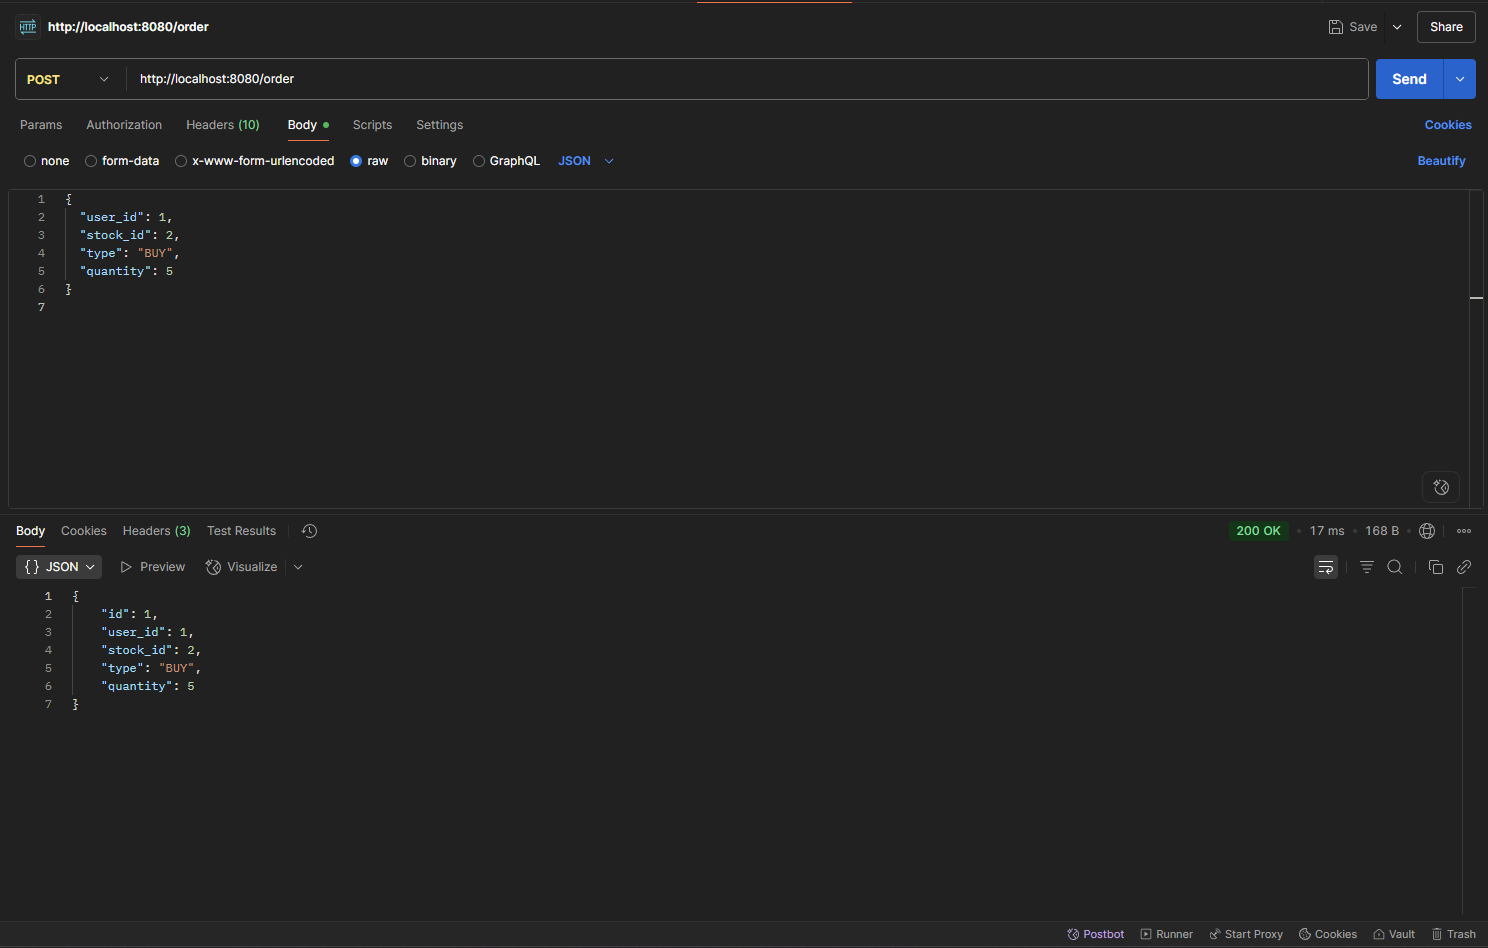 HTTP http://localhost:8080/order Save Share
POST http://localhost:8080/order Send
Params Authorization Headers (10) Body Scripts Settings Cookies
none form-data x-www-form-urlencoded raw binary GraphQL JSON Beautify
1 {
2 "user_id": 1,
3 "stock_id": 2,
4 "type": "BUY",
5 "quantity": 5
6 }
7
Body Cookies Headers (3) Test Results 200 OK • 17 ms • 168 B •
{} JSON Preview Visualize
1 {
2 "id": 1,
3 "user_id": 1,
4 "stock_id": 2,
5 "type": "BUY",
6 "quantity": 5
7 }
Postbot Runner Start Proxy Cookies Vault Trash